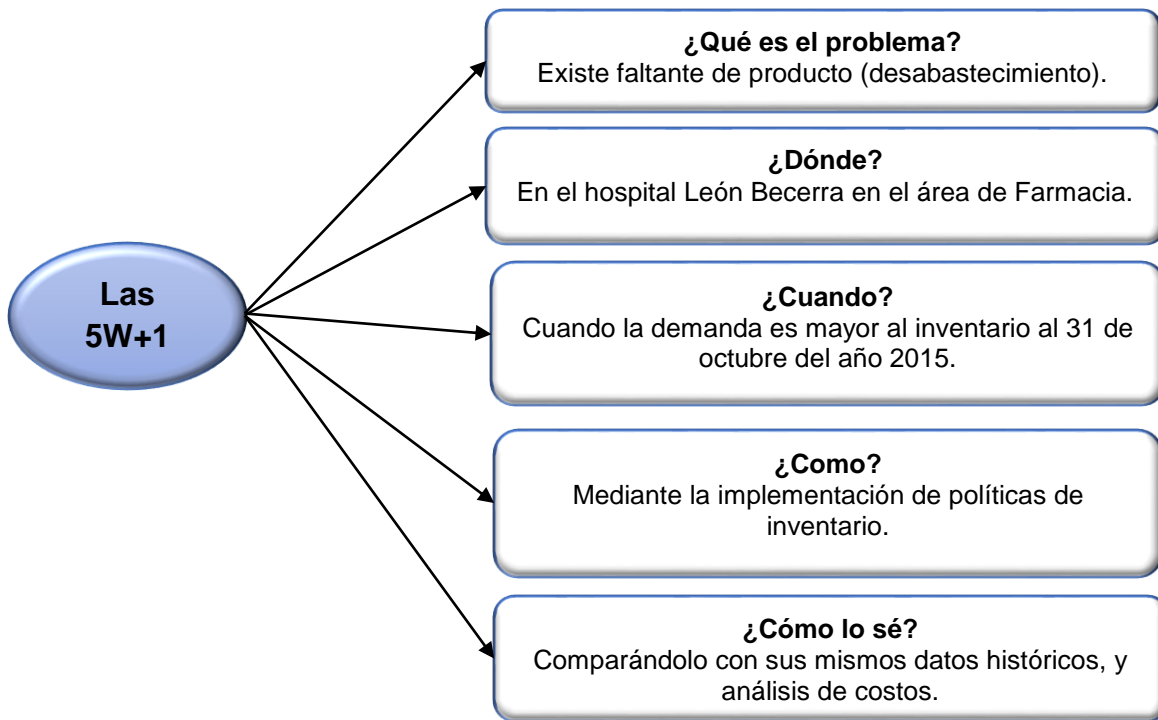 ¿Qué es el problema?
Existe faltante de producto (desabastecimiento).
¿Dónde?
En el hospital León Becerra en el área de Farmacia.
Las
5W+1
¿Cuando?
Cuando la demanda es mayor al inventario al 31 de
octubre del año 2015.
¿Como?
Mediante la implementación de políticas de
inventario.
¿Cómo lo sé?
Comparándolo con sus mismos datos históricos, y
análisis de costos.